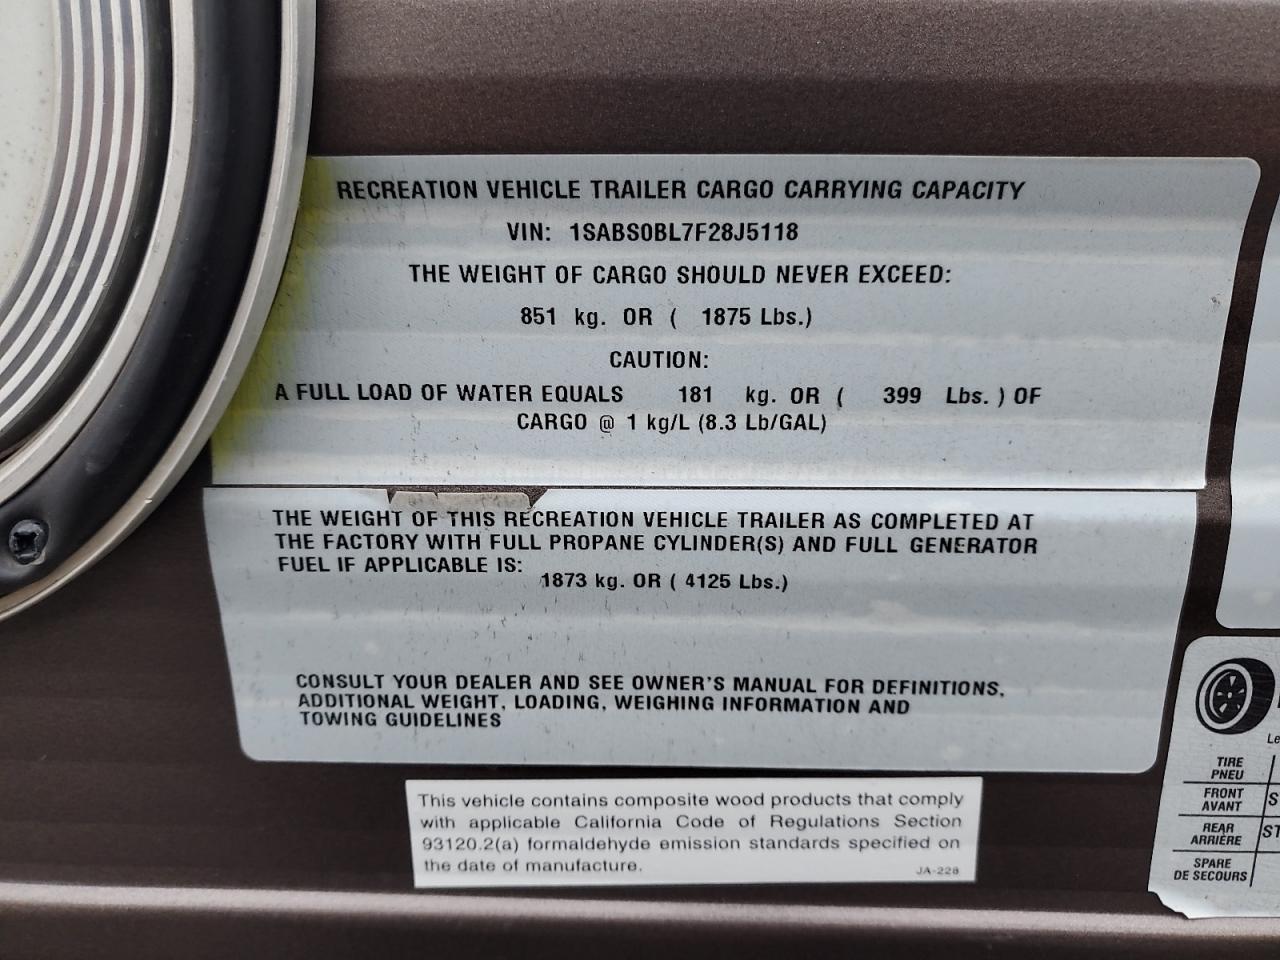 RECREATION VEHICLE TRAILER CARGO CARRYING CAPACITY
VIN: 1SABS0BL7F28J5118
THE WEIGHT OF CARGO SHOULD NEVER EXCEED:
851 kg. OR ( 1875 Lbs.)
CAUTION:
A FULL LOAD OF WATER EQUALS 181 kg. OR ( 399 Lbs. ) OF
CARGO @ 1 kg/L (8.3 Lb/GAL)
THE WEIGHT OF THIS RECREATION VEHICLE TRAILER AS COMPLETED AT
THE FACTORY WITH FULL PROPANE CYLINDER(S) AND FULL GENERATOR
FUEL IF APPLICABLE IS:
1873 kg. OR ( 4125 Lbs.)
CONSULT YOUR DEALER AND SEE OWNER'S MANUAL FOR DEFINITIONS,
ADDITIONAL WEIGHT, LOADING, WEIGHING INFORMATION AND
TOWING GUIDELINES
This vehicle contains composite wood products that comply
with applicable California Code of Regulations Section
93120.2(a) formaldehyde emission standards specified on
the date of manufacture.
JA-228
TIRE
PNEU
FRONT
AVANT
REAR
ARRIÈRE
SPARE
DE SECOURS